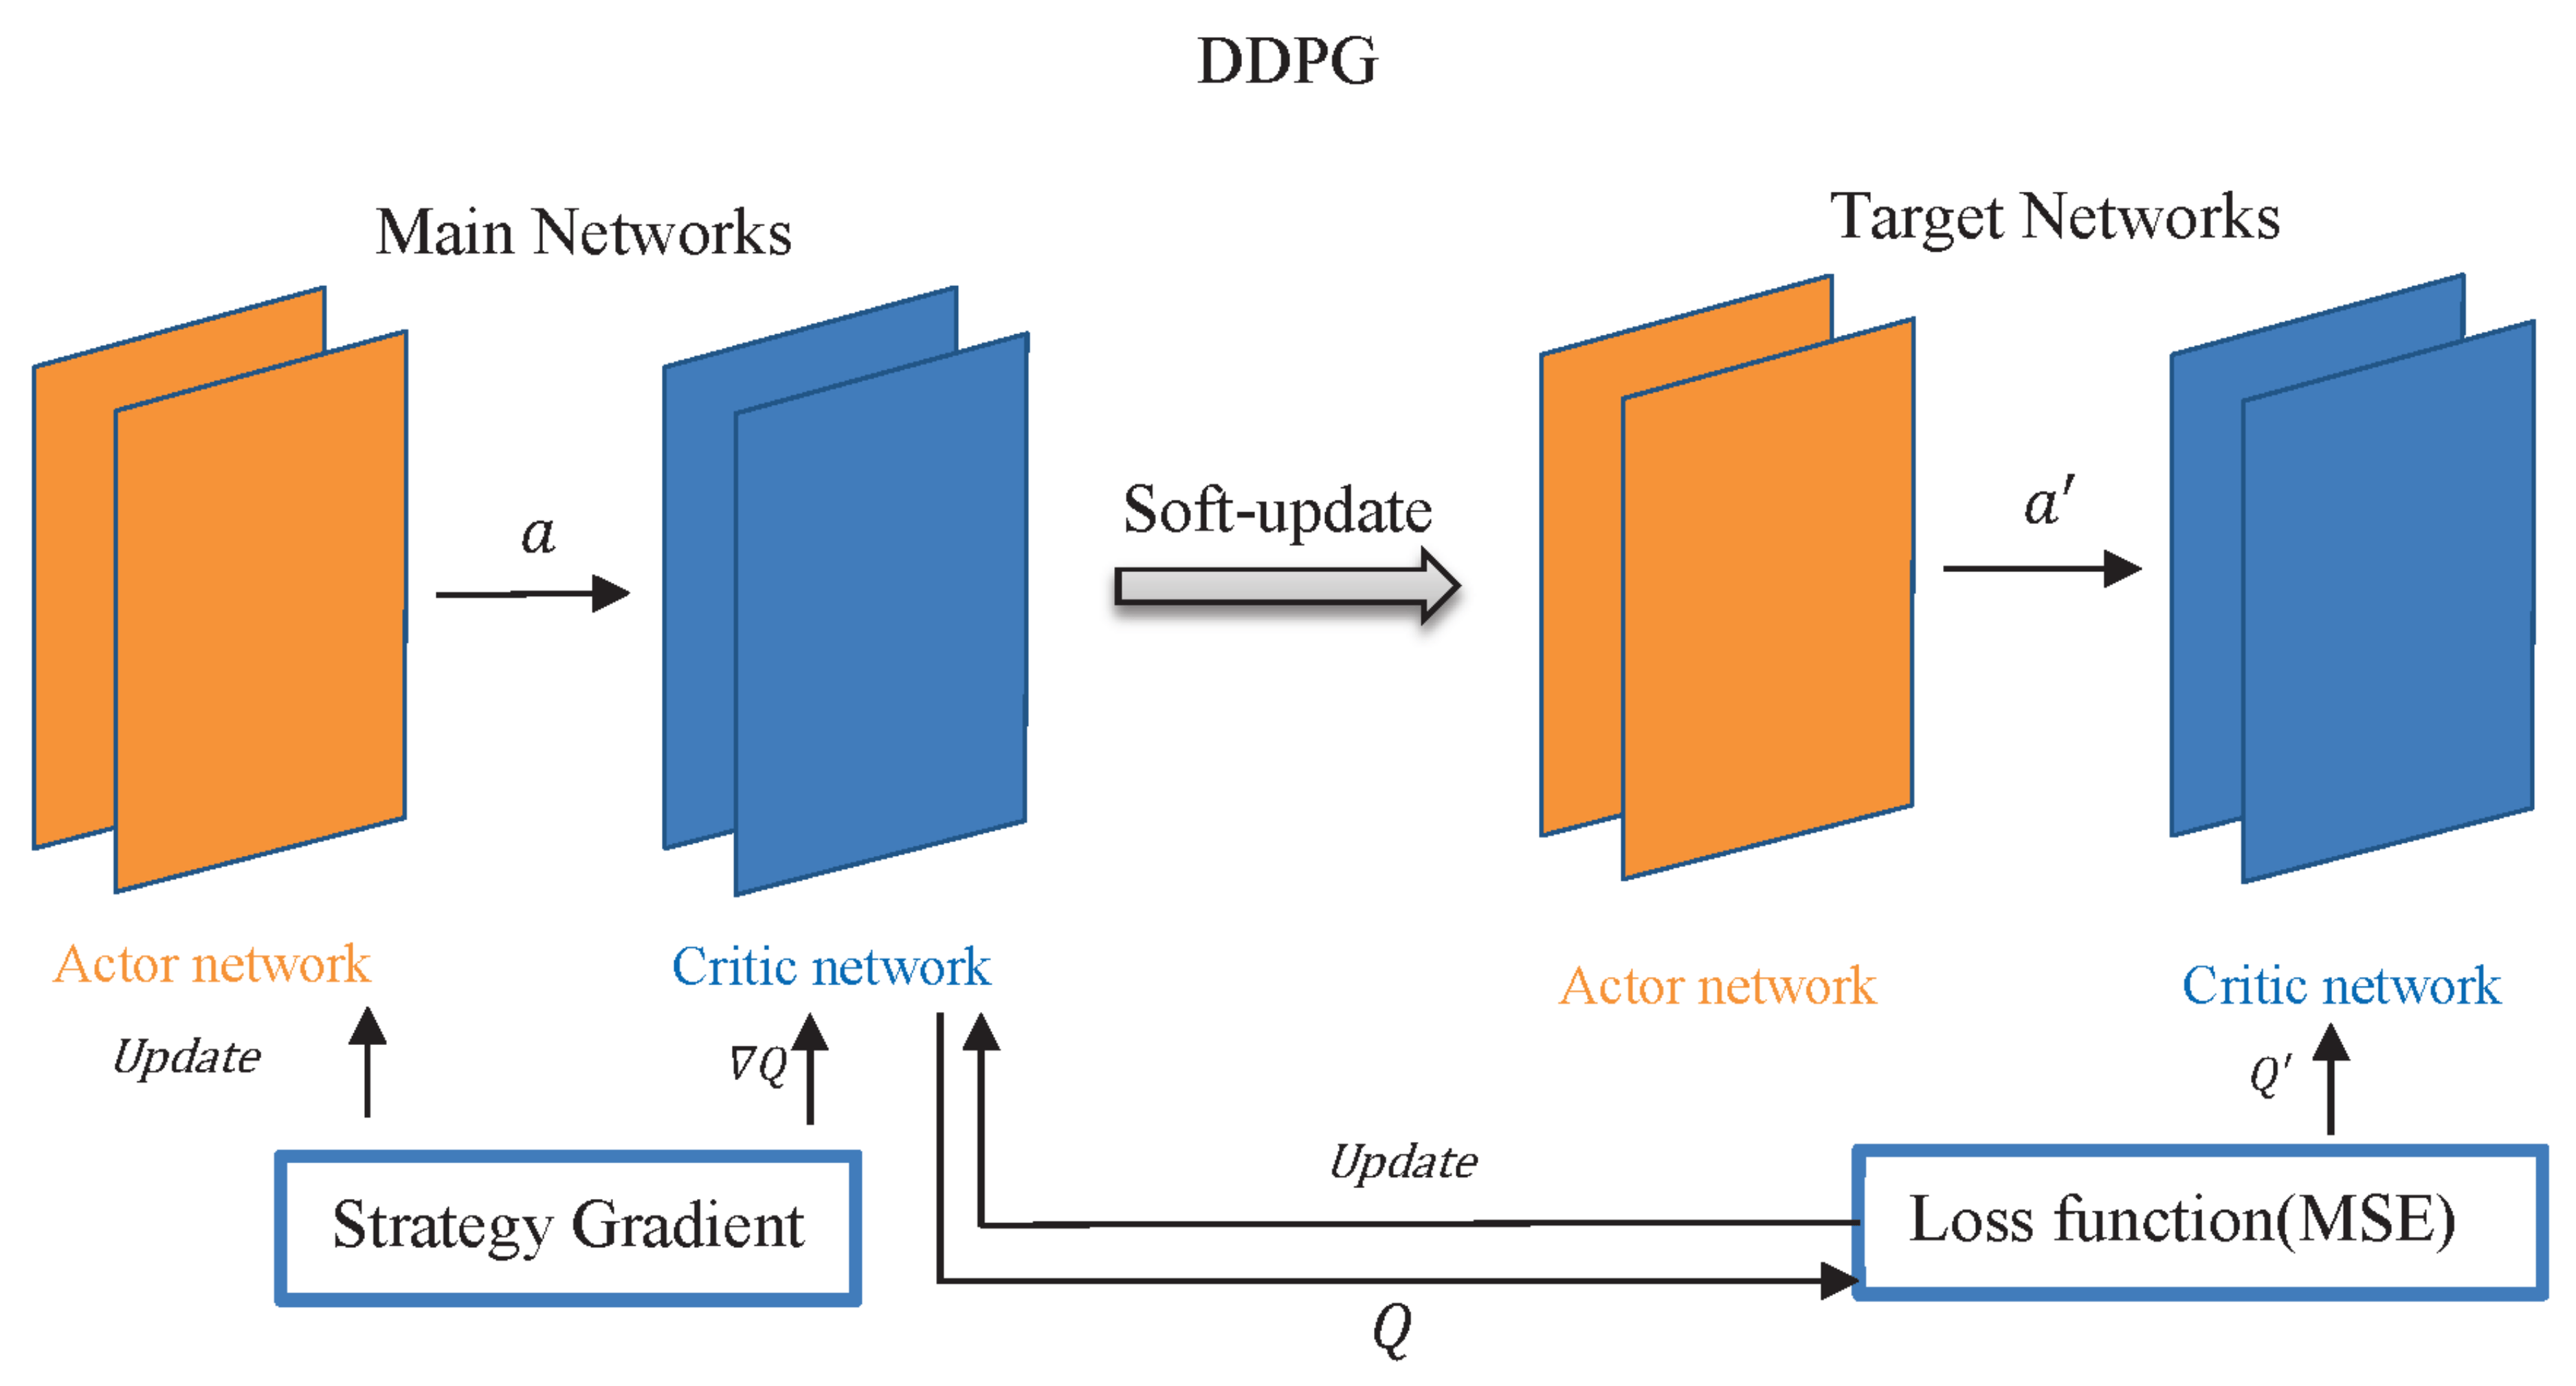 DDPG
Main Networks
Target Networks
a
Soft-update
a′
Actor network
Critic network
Actor network
Critic network
Update
∇Q
Q′
Update
Strategy Gradient
Loss function(MSE)
Q